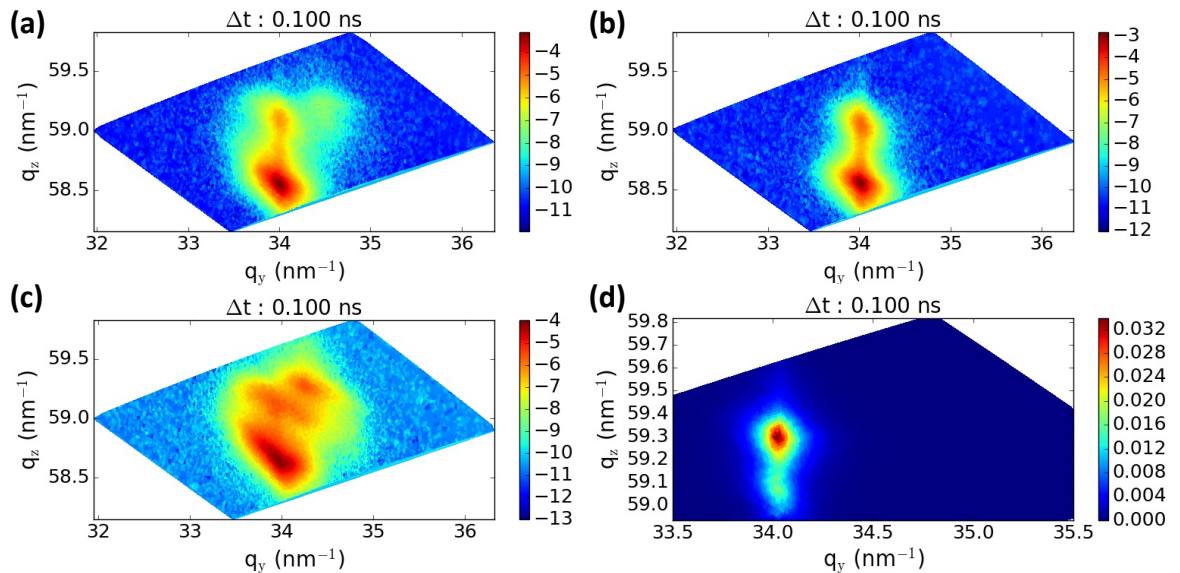 (a)
Δt : 0.100 ns
59.5
59.0
58.5
q_z (nm⁻¹)
32 33 34 35 36
q_y (nm⁻¹)
−4
−5
−6
−7
−8
−9
−10
−11
(b)
Δt : 0.100 ns
59.5
59.0
58.5
q_z (nm⁻¹)
32 33 34 35 36
q_y (nm⁻¹)
−3
−4
−5
−6
−7
−8
−9
−10
−11
−12
(c)
Δt : 0.100 ns
59.5
59.0
58.5
q_z (nm⁻¹)
32 33 34 35 36
q_y (nm⁻¹)
−4
−5
−6
−7
−8
−9
−10
−11
−12
−13
(d)
Δt : 0.100 ns
59.8
59.7
59.6
59.5
59.4
59.3
59.2
59.1
59.0
q_z (nm⁻¹)
33.5 34.0 34.5 35.0 35.5
q_y (nm⁻¹)
0.032
0.028
0.024
0.020
0.016
0.012
0.008
0.004
0.000